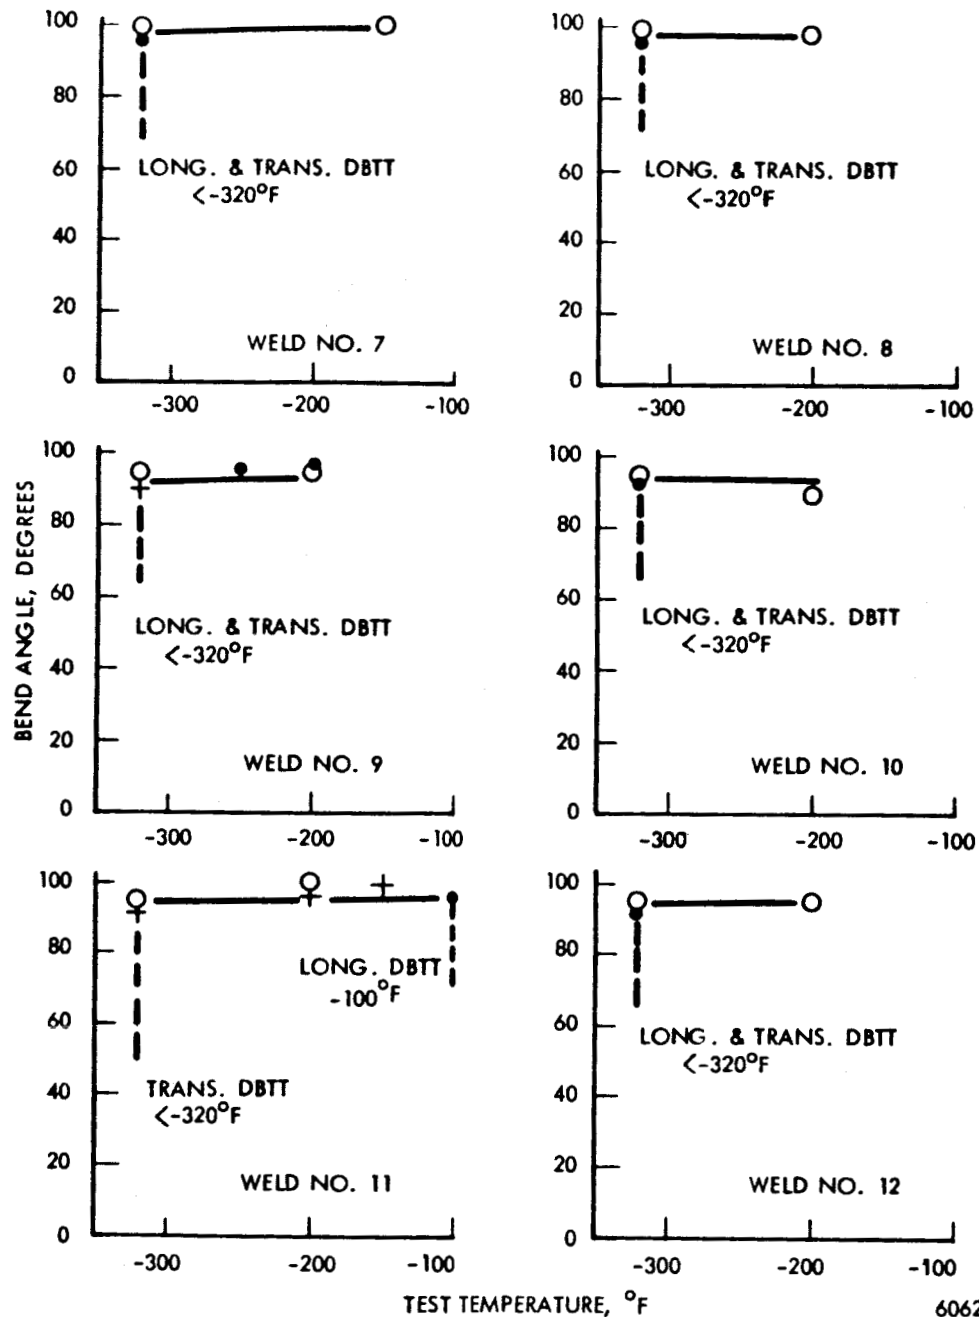 100
80
60
40
20
0
LONG. & TRANS. DBTT
<-320°F
WELD NO. 7
-300 -200 -100
100
80
60
40
20
0
LONG. & TRANS. DBTT
<-320°F
WELD NO. 8
-300 -200 -100
BEND ANGLE, DEGREES
100
80
60
40
20
0
LONG. & TRANS. DBTT
<-320°F
WELD NO. 9
-300 -200 -100
100
80
60
40
20
0
LONG. & TRANS. DBTT
<-320°F
WELD NO. 10
-300 -200 -100
100
80
60
40
20
0
LONG. DBTT
-100°F
TRANS. DBTT
<-320°F
WELD NO. 11
-300 -200 -100
100
80
60
40
20
0
LONG. & TRANS. DBTT
<-320°F
WELD NO. 12
-300 -200 -100
TEST TEMPERATURE, °F
6062